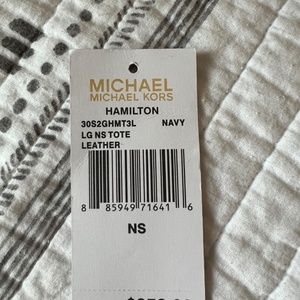 MICHAEL
MICHAEL KORS
HAMILTON
30S2GHMT3L NAVY
LG NS TOTE
LEATHER
8 85949 71641 6
NS